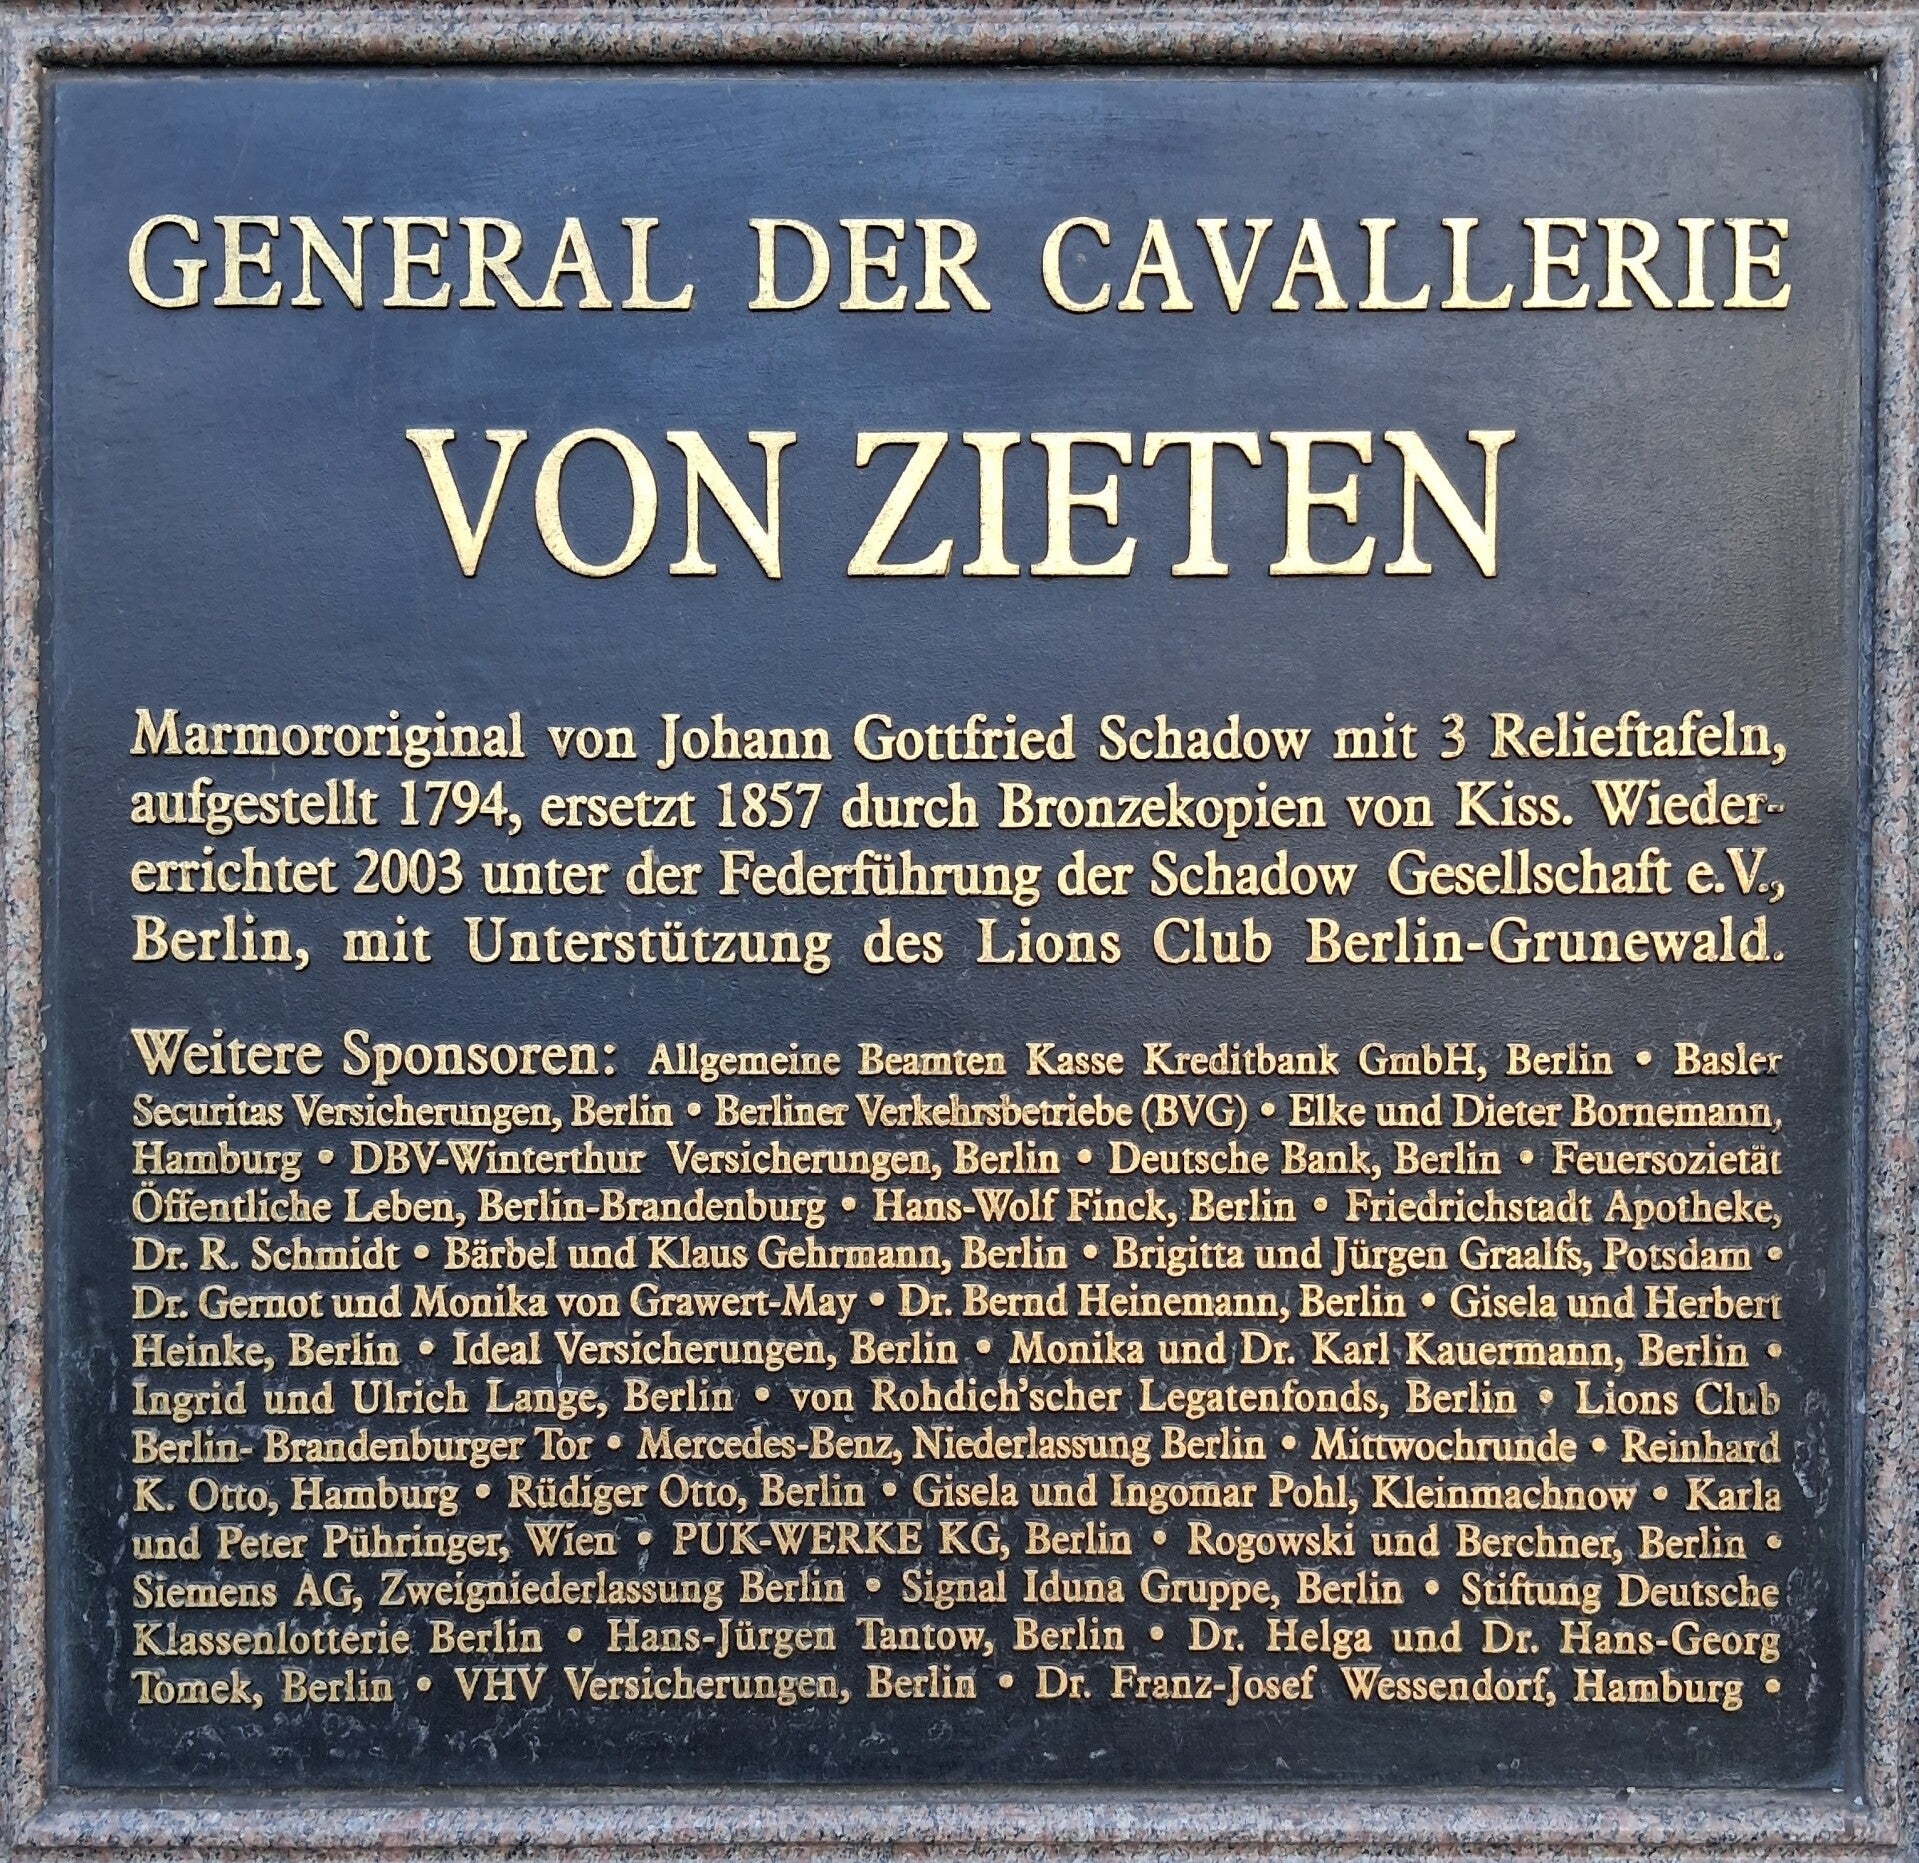 GENERAL DER CAVALLERIE
VON ZIETEN
Marmororiginal von Johann Gottfried Schadow mit 3 Relieftafeln,
aufgestellt 1794, ersetzt 1857 durch Bronzekopien von Kiss. Wieder-
errichtet 2003 unter der Federführung der Schadow Gesellschaft e.V.,
Berlin, mit Unterstützung des Lions Club Berlin-Grunewald.
Weitere Sponsoren: Allgemeine Beamten Kasse Kreditbank GmbH, Berlin • Basler
Securitas Versicherungen, Berlin • Berliner Verkehrsbetriebe (BVG) • Elke und Dieter Bornemann,
Hamburg • DBV-Winterthur Versicherungen, Berlin • Deutsche Bank, Berlin • Feuersozietät
Öffentliche Leben, Berlin-Brandenburg • Hans-Wolf Finck, Berlin • Friedrichstadt Apotheke,
Dr. R. Schmidt • Bärbel und Klaus Gehrmann, Berlin • Brigitta und Jürgen Graalfs, Potsdam •
Dr. Gernot und Monika von Grawert-May • Dr. Bernd Heinemann, Berlin • Gisela und Herbert
Heinke, Berlin • Ideal Versicherungen, Berlin • Monika und Dr. Karl Kauermann, Berlin •
Ingrid und Ulrich Lange, Berlin • von Rohdich'scher Legatenfonds, Berlin • Lions Club
Berlin- Brandenburger Tor • Mercedes-Benz, Niederlassung Berlin • Mittwochrunde • Reinhard
K. Otto, Hamburg • Rüdiger Otto, Berlin • Gisela und Ingomar Pohl, Kleinmachnow • Karla
und Peter Pühringer, Wien • PUK-WERKE KG, Berlin • Rogowski und Berchner, Berlin •
Siemens AG, Zweigniederlassung Berlin • Signal Iduna Gruppe, Berlin • Stiftung Deutsche
Klassenlotterie Berlin • Hans-Jürgen Tantow, Berlin • Dr. Helga und Dr. Hans-Georg
Tomek, Berlin • VHV Versicherungen, Berlin • Dr. Franz-Josef Wessendorf, Hamburg •